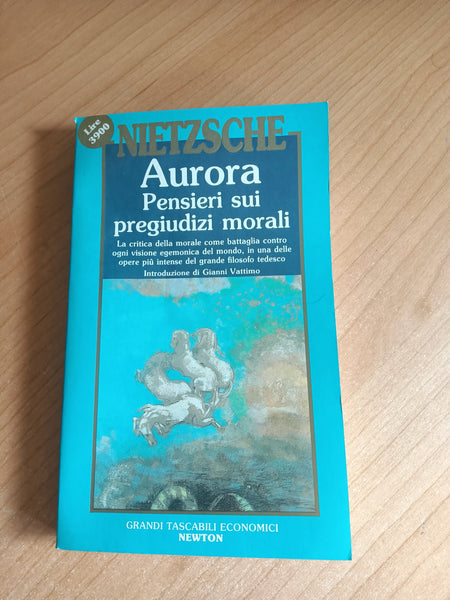 Lire
3900
NIETZSCHE
Aurora
Pensieri sui
pregiudizi morali
La critica della morale come battaglia contro
ogni visione egemonica del mondo, in una delle
opere più intense del grande filosofo tedesco
Introduzione di Gianni Vattimo
GRANDI TASCABILI ECONOMICI
NEWTON